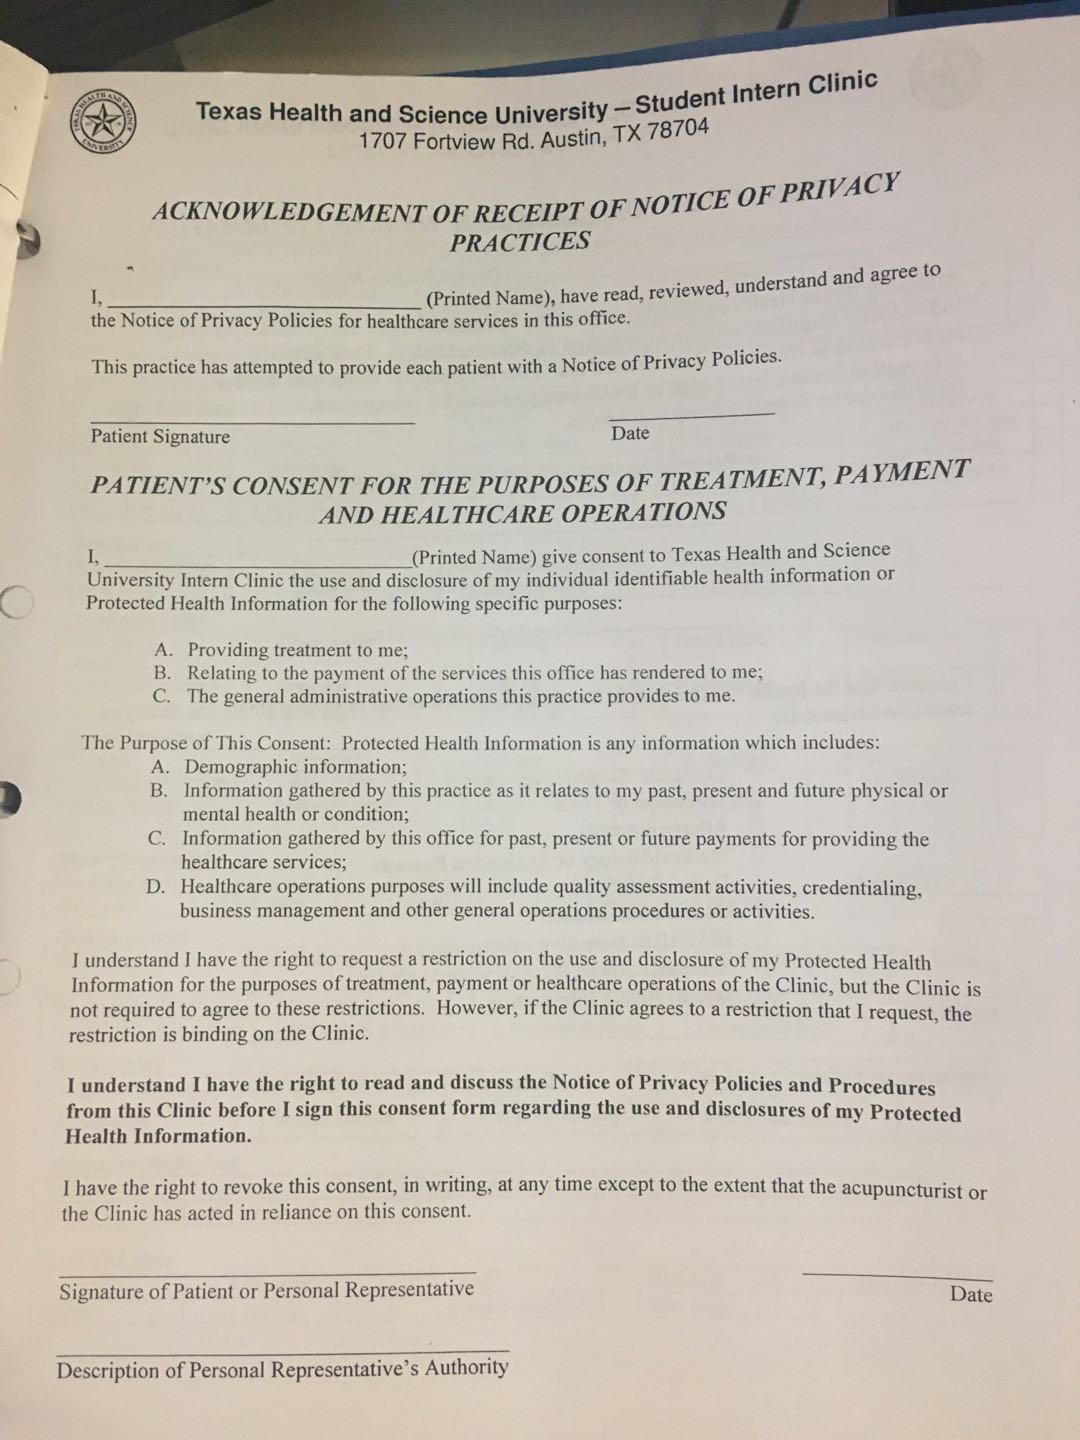 TEXAS HEALTH AND SCIENCE UNIVERSITY
Texas Health and Science University – Student Intern Clinic
1707 Fortview Rd. Austin, TX 78704
ACKNOWLEDGEMENT OF RECEIPT OF NOTICE OF PRIVACY
PRACTICES
I, ______________________________ (Printed Name), have read, reviewed, understand and agree to
the Notice of Privacy Policies for healthcare services in this office.
This practice has attempted to provide each patient with a Notice of Privacy Policies.
Patient Signature Date
PATIENT'S CONSENT FOR THE PURPOSES OF TREATMENT, PAYMENT
AND HEALTHCARE OPERATIONS
I, ______________________________(Printed Name) give consent to Texas Health and Science
University Intern Clinic the use and disclosure of my individual identifiable health information or
Protected Health Information for the following specific purposes:
A. Providing treatment to me;
B. Relating to the payment of the services this office has rendered to me;
C. The general administrative operations this practice provides to me.
The Purpose of This Consent: Protected Health Information is any information which includes:
A. Demographic information;
B. Information gathered by this practice as it relates to my past, present and future physical or
mental health or condition;
C. Information gathered by this office for past, present or future payments for providing the
healthcare services;
D. Healthcare operations purposes will include quality assessment activities, credentialing,
business management and other general operations procedures or activities.
I understand I have the right to request a restriction on the use and disclosure of my Protected Health
Information for the purposes of treatment, payment or healthcare operations of the Clinic, but the Clinic is
not required to agree to these restrictions. However, if the Clinic agrees to a restriction that I request, the
restriction is binding on the Clinic.
I understand I have the right to read and discuss the Notice of Privacy Policies and Procedures
from this Clinic before I sign this consent form regarding the use and disclosures of my Protected
Health Information.
I have the right to revoke this consent, in writing, at any time except to the extent that the acupuncturist or
the Clinic has acted in reliance on this consent.
Signature of Patient or Personal Representative Date
Description of Personal Representative's Authority